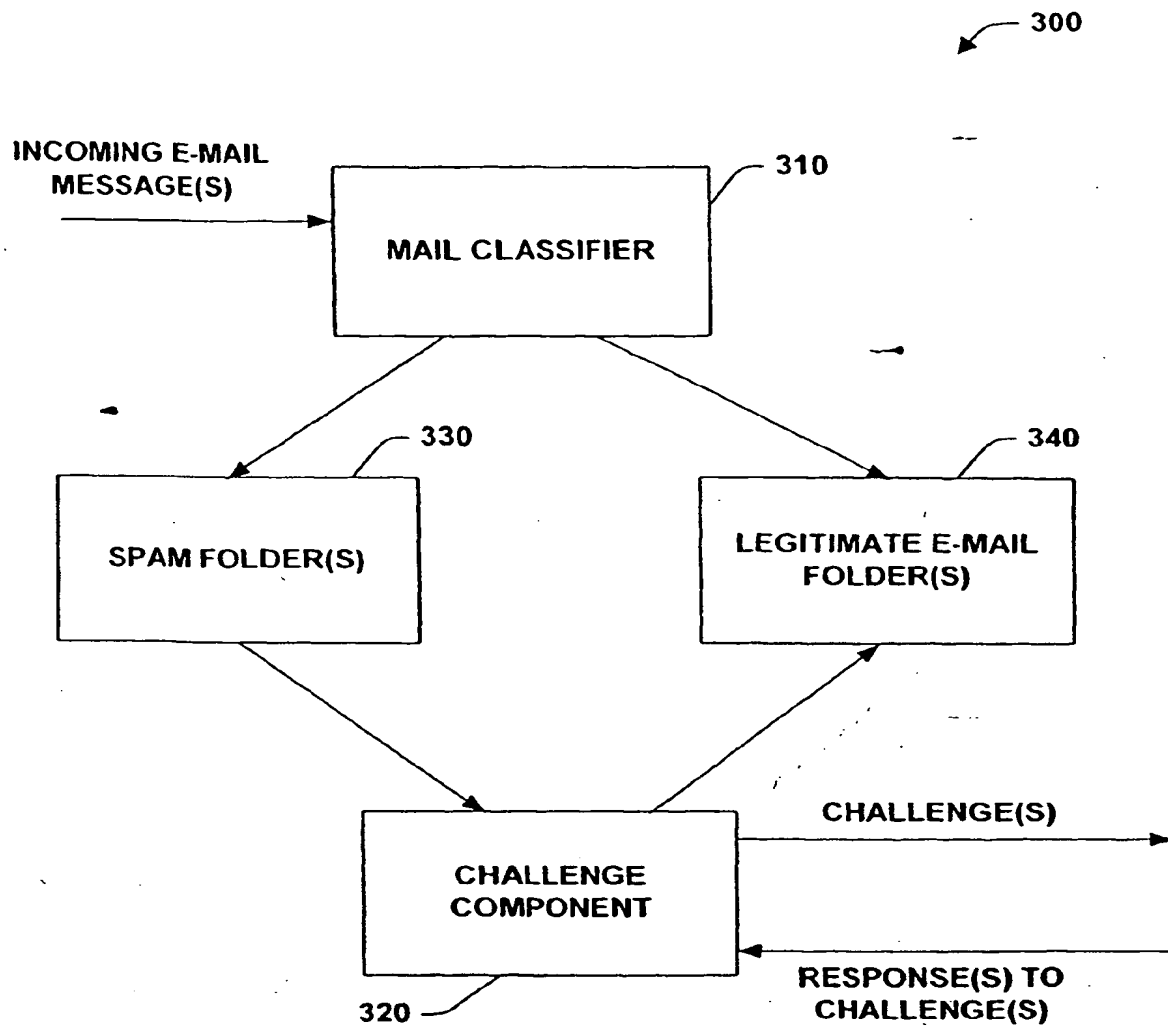 300
INCOMING E-MAIL
MESSAGE(S)
310
MAIL CLASSIFIER
330
340
SPAM FOLDER(S)
LEGITIMATE E-MAIL
FOLDER(S)
CHALLENGE(S)
CHALLENGE
COMPONENT
RESPONSE(S) TO
CHALLENGE(S)
320